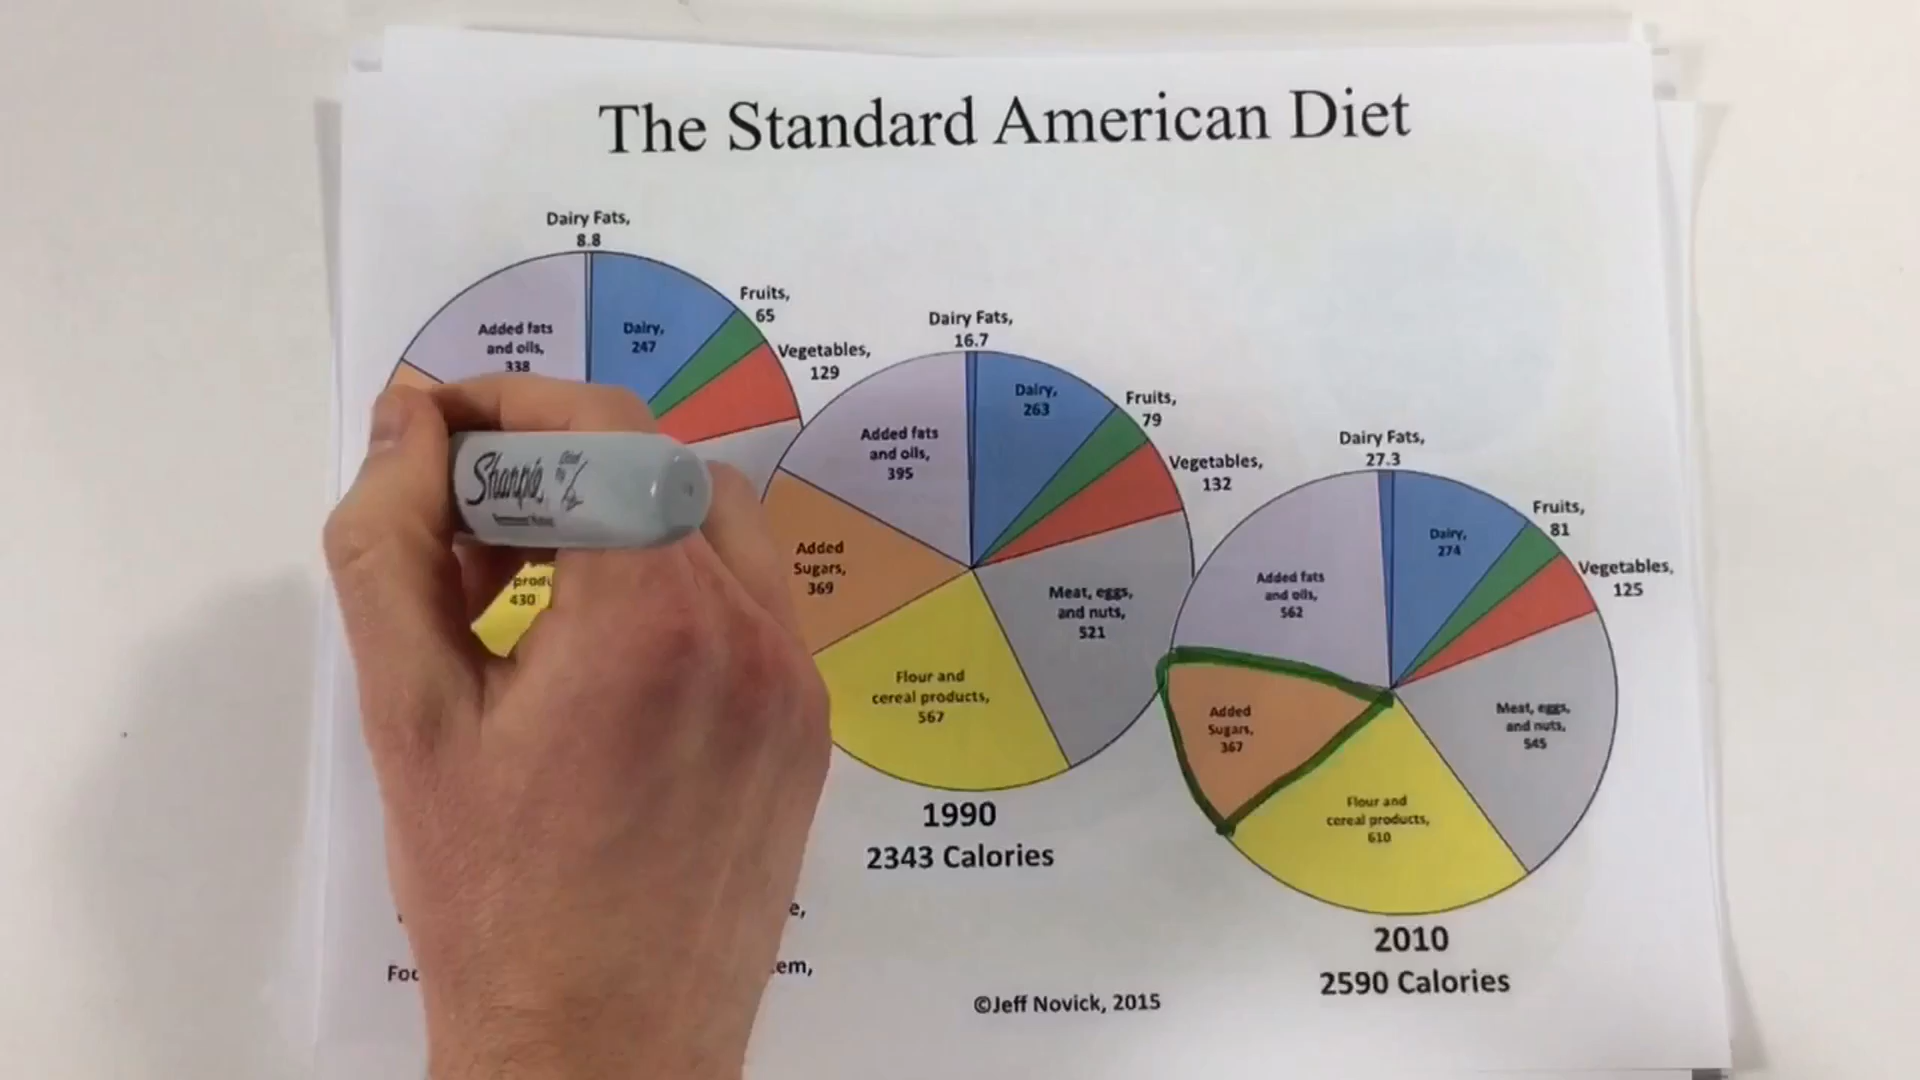 The Standard American Diet
Dairy Fats,
8.8
Added fats
and oils,
338
Dairy,
247
Fruits,
65
Vegetables,
129
430
Sharpie
Dairy Fats,
16.7
Added fats
and oils,
395
Dairy,
263
Fruits,
79
Vegetables,
132
Added
Sugars,
369
Meat, eggs,
and nuts,
521
Flour and
cereal products,
567
1990
2343 Calories
Dairy Fats,
27.3
Added fats
and oils,
562
Dairy,
274
Fruits,
81
Vegetables,
125
Added
Sugars,
367
Meat, eggs,
and nuts,
545
Flour and
cereal products,
610
2010
2590 Calories
©Jeff Novick, 2015